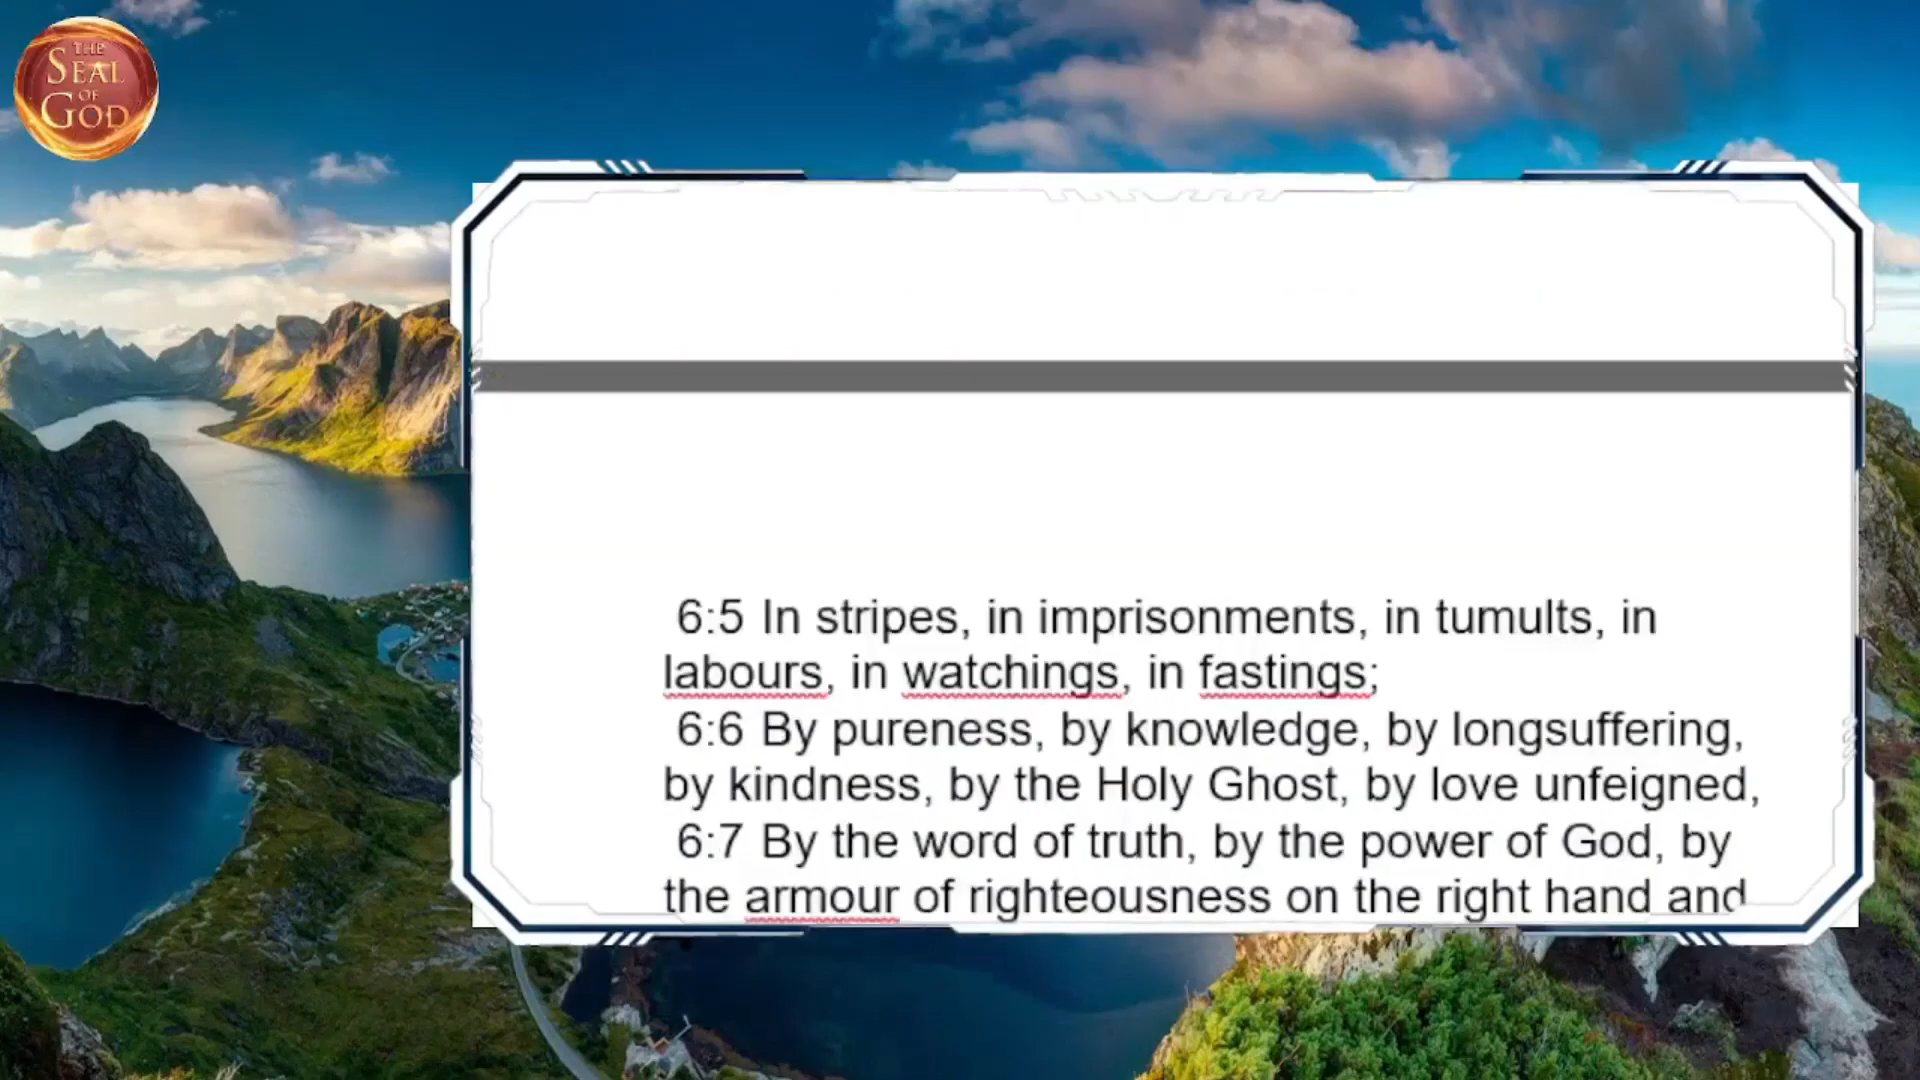 THE
SEAL
OF
GOD
6:5 In stripes, in imprisonments, in tumults, in
labours, in watchings, in fastings;
6:6 By pureness, by knowledge, by longsuffering,
by kindness, by the Holy Ghost, by love unfeigned,
6:7 By the word of truth, by the power of God, by
the armour of righteousness on the right hand and